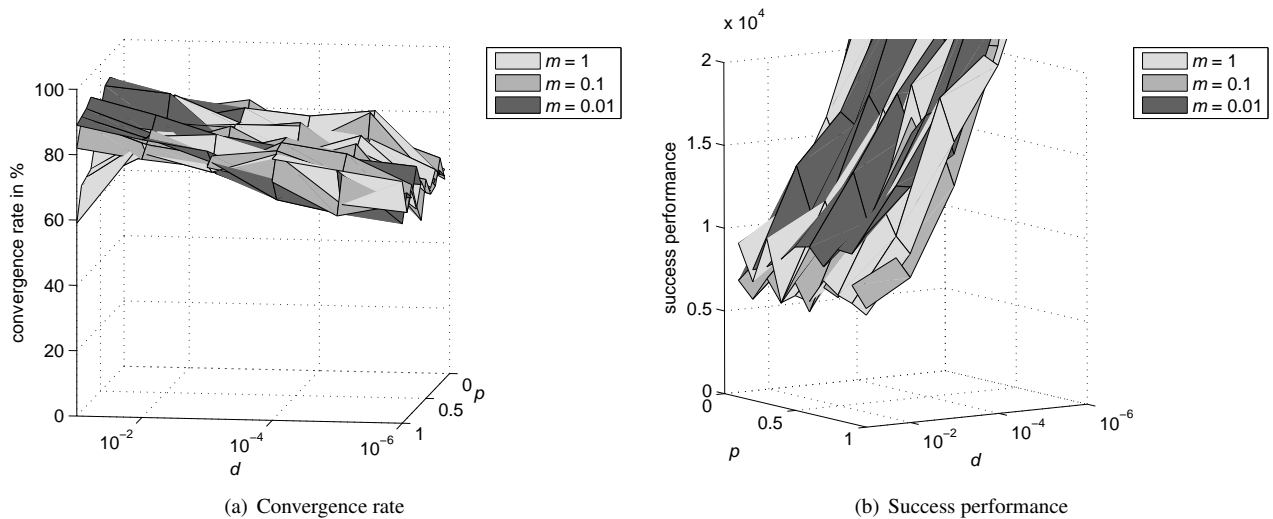 x 10⁴
m = 1
m = 0.1
m = 0.01
m = 1
m = 0.1
m = 0.01
convergence rate in %
100
80
60
40
20
0
10⁻²
10⁻⁴
10⁻⁶
d
0
0.5
1
p
success performance
2
1.5
1
0.5
0
0
0.5
1
p
10⁻²
10⁻⁴
10⁻⁶
d
(a) Convergence rate
(b) Success performance